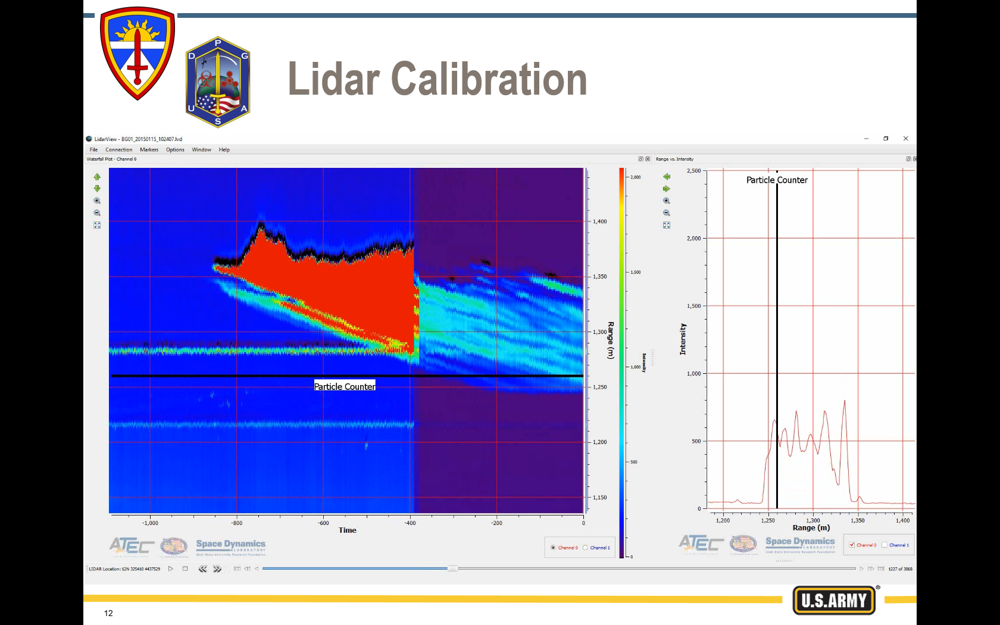 P
D G
U A
S
Lidar Calibration
LidarView - BG01_20150115_102407.lvd
File Connection Markers Options Window Help
Waterfall Plot - Channel 0
Range vs. Intensity
Particle Counter
1,400
1,350
1,300
1,250
1,200
1,150
Range (m)
-1,000 -800 -600 -400 -200 0
Time
2,000
1,500
1,000
500
0
Intensity
Particle Counter
2,500
2,000
1,500
1,000
500
0
Intensity
1,200 1,250 1,300 1,350 1,400
Range (m)
ATEC
Space Dynamics
LABORATORY
Utah State University Research Foundation
Channel 0 Channel 1
ATEC
Space Dynamics
LABORATORY
Utah State University Research Foundation
Channel 0 Channel 1
LIDAR Location: 12N 325410 4437529
1227 of 3868
U.S.ARMY ®
12